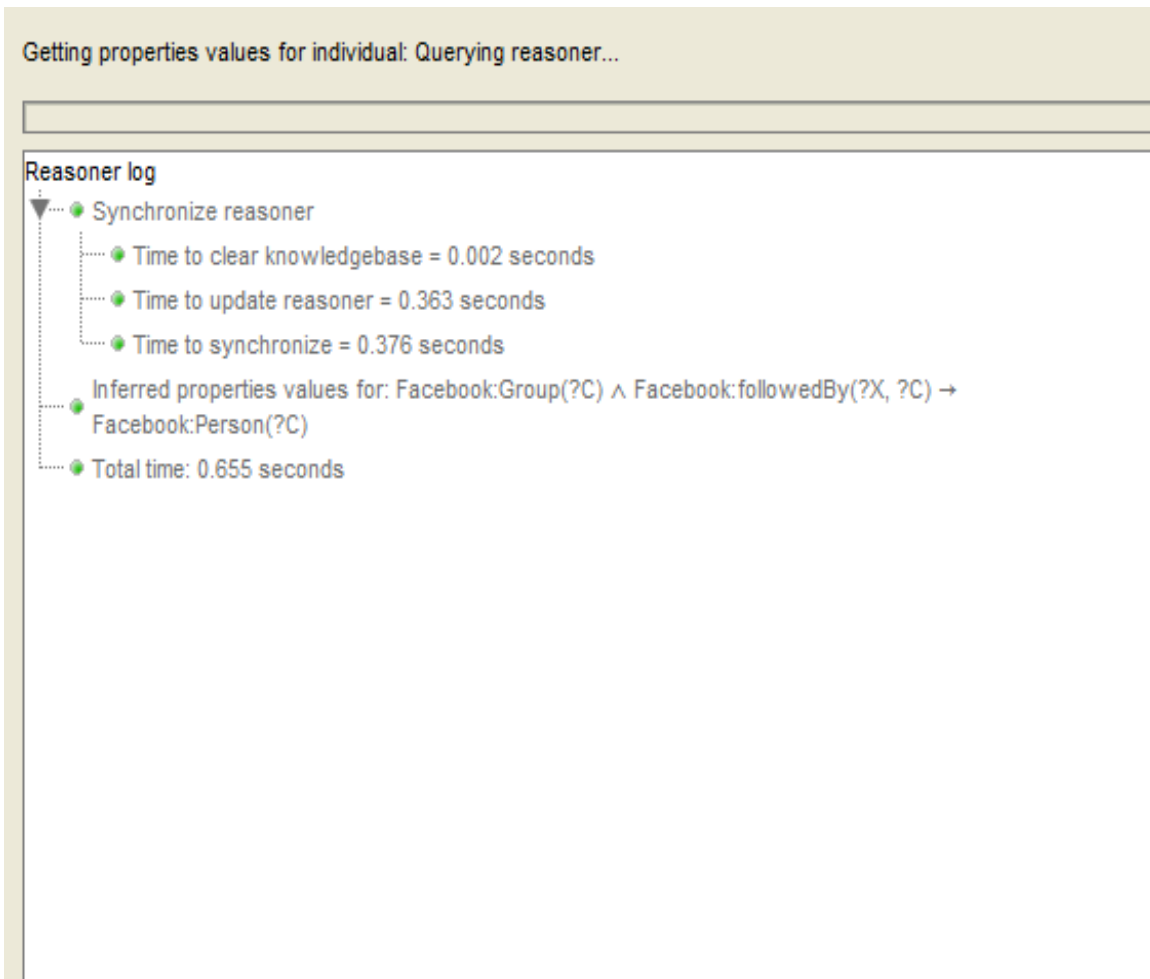 Getting properties values for individual: Querying reasoner...
Reasoner log
Synchronize reasoner
Time to clear knowledgebase = 0.002 seconds
Time to update reasoner = 0.363 seconds
Time to synchronize = 0.376 seconds
Inferred properties values for: Facebook:Group(?C) ∧ Facebook:followedBy(?X, ?C) →
Facebook:Person(?C)
Total time: 0.655 seconds